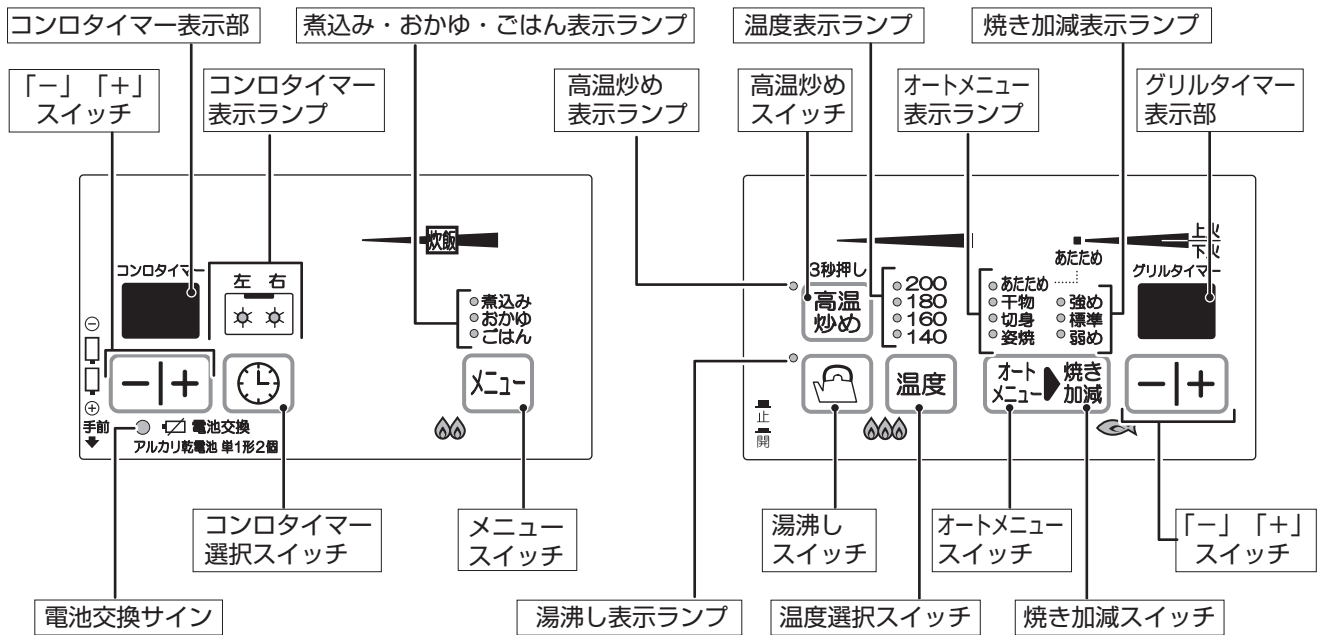 コンロタイマー表示部
煮込み・おかゆ・ごはん表示ランプ
温度表示ランプ
焼き加減表示ランプ
「－」「＋」
スイッチ
コンロタイマー
表示ランプ
高温炒め
表示ランプ
高温炒め
スイッチ
オートメニュー
表示ランプ
グリルタイマー
表示部
炊飯
コンロタイマー
左 右
煮込み
おかゆ
ごはん
メニュー
手前
電池交換
アルカリ乾電池 単1形2個
上火
下火
あたため
3秒押し
高温
炒め
200
180
160
140
あたため
干物
切身
姿焼
強め
標準
弱め
グリルタイマー
温度
オート
メニュー
焼き
加減
止
開
コンロタイマー
選択スイッチ
メニュー
スイッチ
湯沸し
スイッチ
オートメニュー
スイッチ
「－」「＋」
スイッチ
電池交換サイン
湯沸し表示ランプ
温度選択スイッチ
焼き加減スイッチ